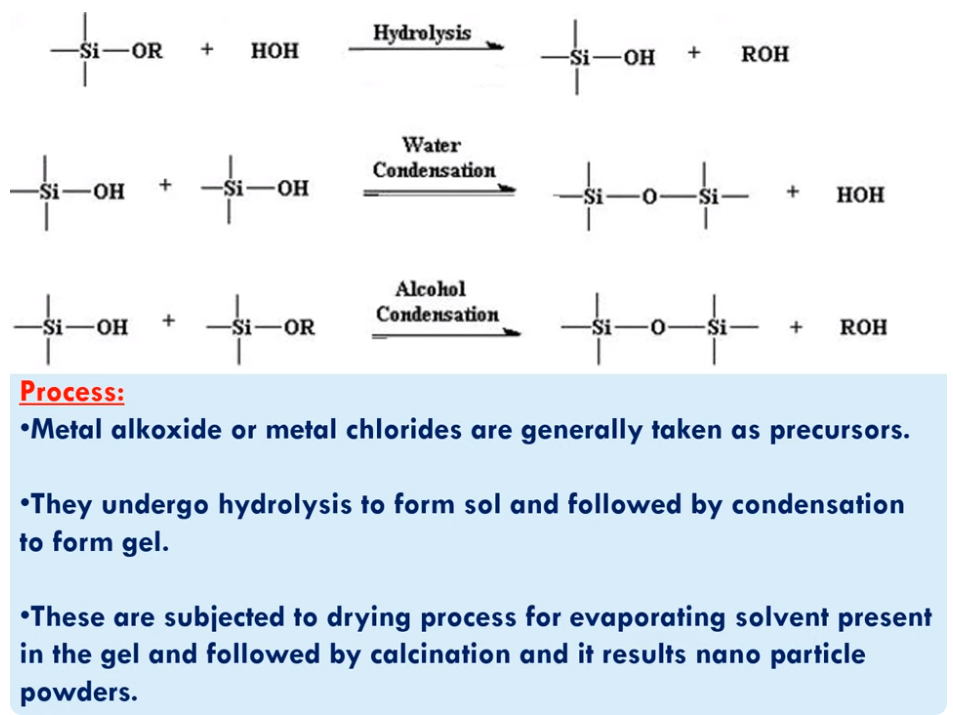 Hydrolysis
—Si—OR + HOH —Si—OH + ROH
Water
Condensation
—Si—OH + —Si—OH —Si—O—Si— + HOH
Alcohol
Condensation
—Si—OH + —Si—OR —Si—O—Si— + ROH
Process:
•Metal alkoxide or metal chlorides are generally taken as precursors.
•They undergo hydrolysis to form sol and followed by condensation
to form gel.
•These are subjected to drying process for evaporating solvent present
in the gel and followed by calcination and it results nano particle
powders.